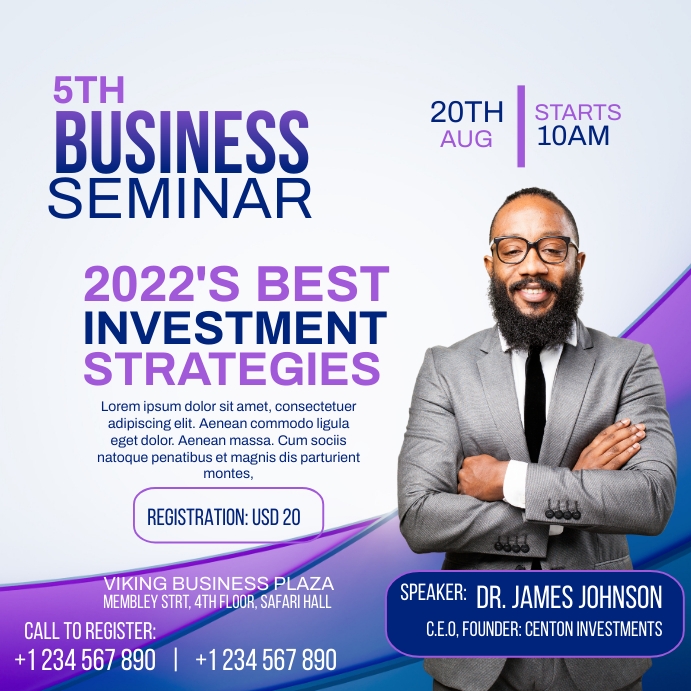 5TH
BUSINESS
SEMINAR
20TH
AUG
STARTS
10AM
2022'S BEST
INVESTMENT
STRATEGIES
Lorem ipsum dolor sit amet, consectetuer
adipiscing elit. Aenean commodo ligula
eget dolor. Aenean massa. Cum sociis
natoque penatibus et magnis dis parturient
montes,
REGISTRATION: USD 20
VIKING BUSINESS PLAZA
MEMBLEY STRT, 4TH FLOOR, SAFARI HALL
CALL TO REGISTER:
+1 234 567 890 | +1 234 567 890
SPEAKER: DR. JAMES JOHNSON
C.E.O, FOUNDER: CENTON INVESTMENTS